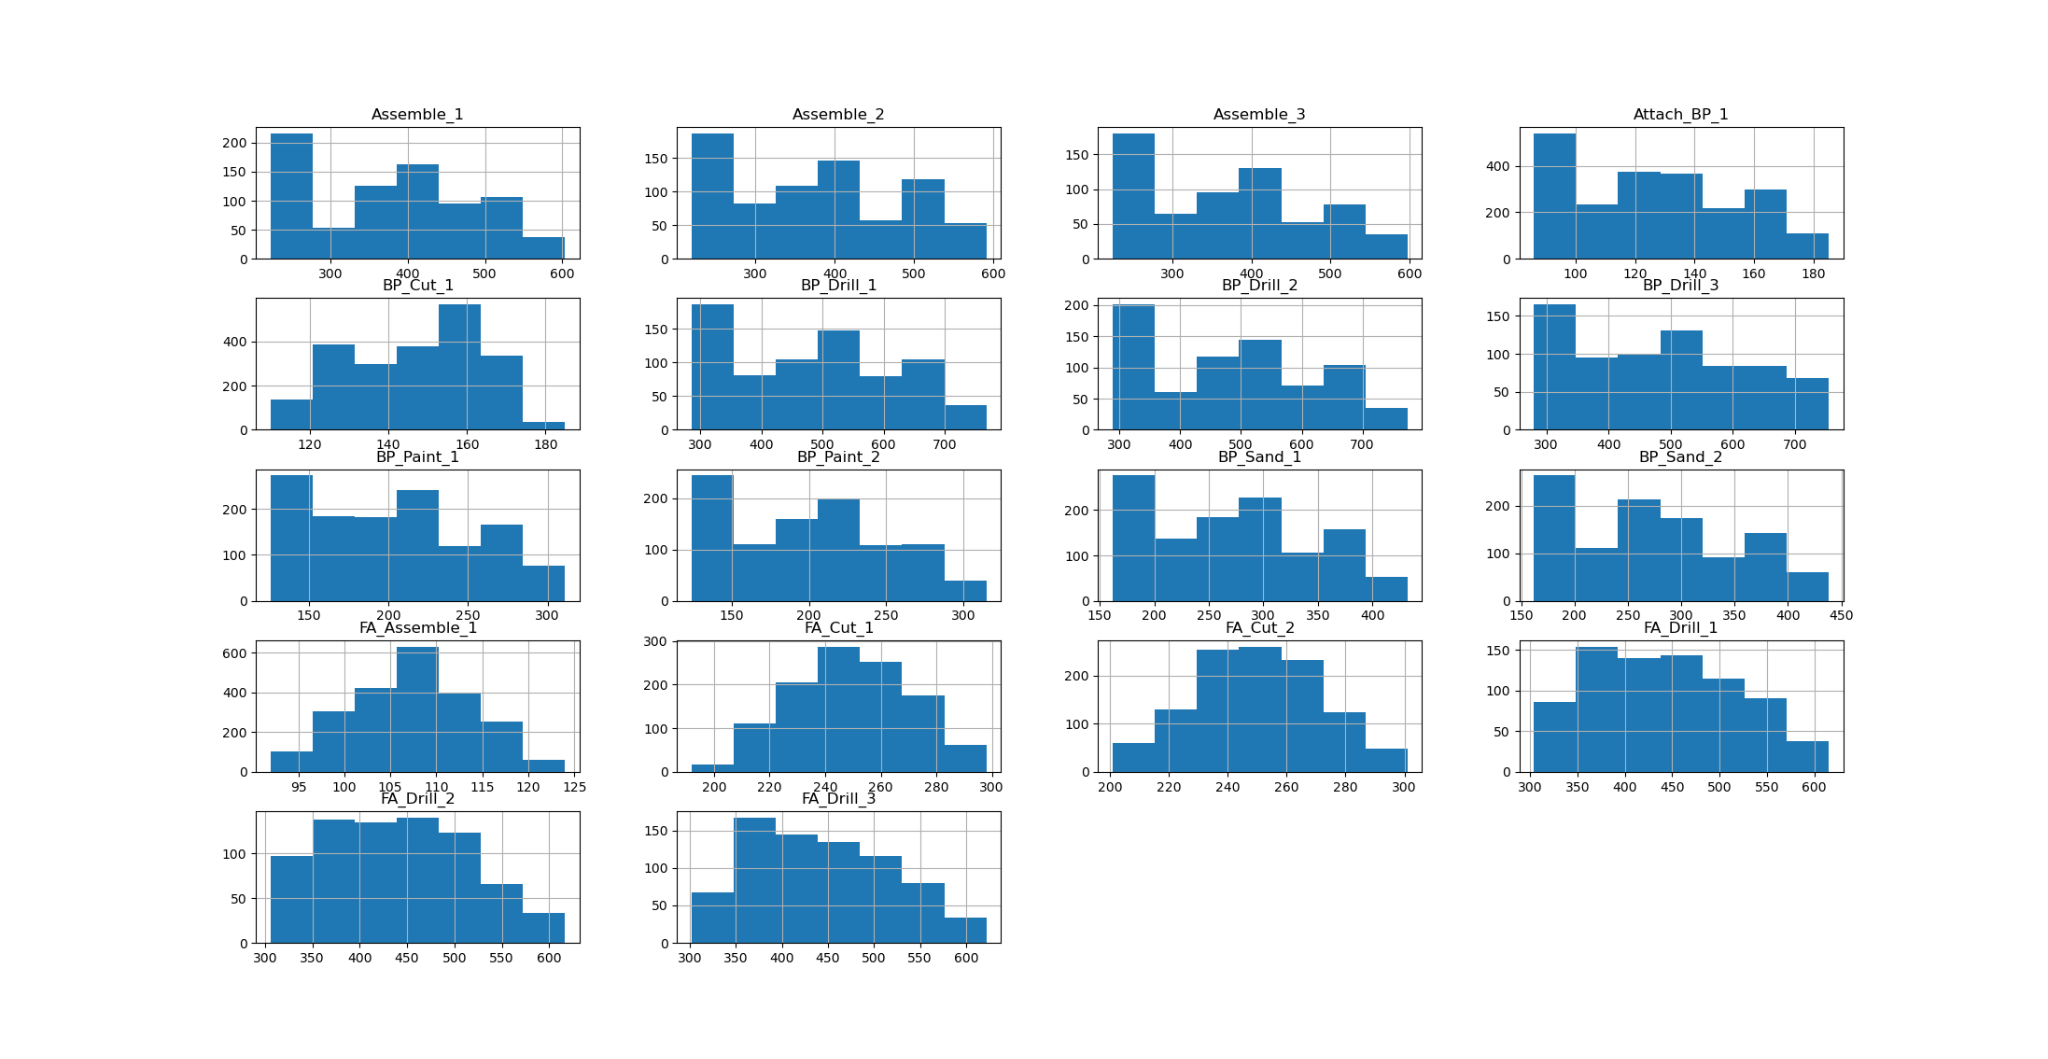 Assemble_1 Assemble_2 Assemble_3 Attach_BP_1
200 150 100 50 0
300 400 500 600
150 100 50 0
300 400 500 600
150 100 50 0
300 400 500 600
400 200 0
100 120 140 160 180
BP_Cut_1 BP_Drill_1 BP_Drill_2 BP_Drill_3
400 200 0
120 140 160 180
150 100 50 0
300 400 500 600 700
200 150 100 50 0
300 400 500 600 700
150 100 50 0
300 400 500 600 700
BP_Paint_1 BP_Paint_2 BP_Sand_1 BP_Sand_2
200 100 0
150 200 250 300
200 100 0
150 200 250 300
200 100 0
150 200 250 300 350 400
200 100 0
150 200 250 300 350 400 450
FA_Assemble_1 FA_Cut_1 FA_Cut_2 FA_Drill_1
600 400 200 0
95 100 105 110 115 120 125
300 200 100 0
200 220 240 260 280 300
200 100 0
200 220 240 260 280 300
150 100 50 0
300 350 400 450 500 550 600
FA_Drill_2 FA_Drill_3
100 50 0
300 350 400 450 500 550 600
150 100 50 0
300 350 400 450 500 550 600